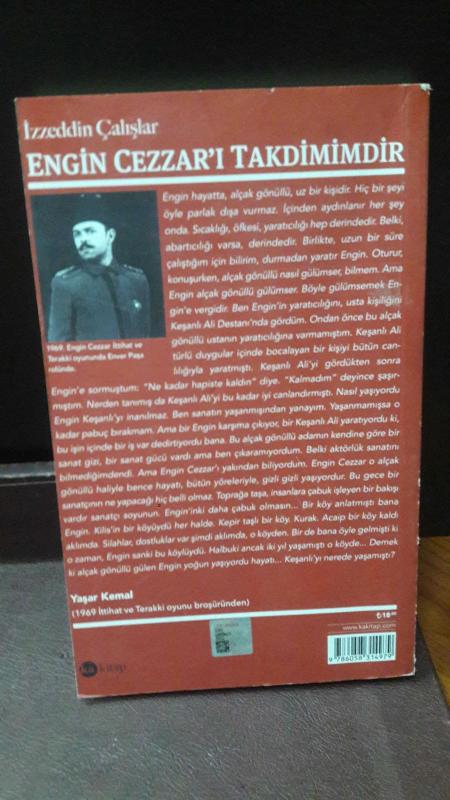 İzzeddin Çalışlar
ENGİN CEZZAR'I TAKDİMİMDİR
Engin hayatta, alçak gönüllü, uz bir kişidir. Hiç bir şeyi
öyle parlak dışa vurmaz. İçinden aydınlanır her şey
onda. Sıcaklığı, öfkesi, yaratıcılığı hep derindedir. Belki,
abartıcılığı varsa, derindedir. Birlikte, uzun bir süre
çalıştığım için bilirim, durmadan yaratır Engin. Oturur,
konuşurken, alçak gönüllü nasıl gülümser, bilmem. Ama
Engin alçak gönüllü gülümser. Böyle gülümsemek En-
gin'e vergidir. Ben Engin'in yaratıcılığını, usta kişiliğini
Keşanlı Ali Destanı'nda gördüm. Ondan önce bu alçak
gönüllü ustanın yaratıcılığına varmamıştım. Keşanlı Ali
türlü duygular içinde bocalayan bir kişiyi bütün can-
lılığıyla yaratmıştı. Keşanlı Ali'yi gördükten sonra
1969. Engin Cezzar İttihat ve
Terakki oyununda Enver Paşa
rolünde.
Engin'e sormuştum: "Ne kadar hapiste kaldın" diye. "Kalmadım" deyince şaşır-
mıştım. Nerden tanımış da Keşanlı Ali'yi bu kadar iyi canlandırmıştı. Nasıl yaşıyordu
Engin Keşanlı'yı inanılmaz. Ben sanatın yaşanmışından yanayım. Yaşanmamışsa o
kadar pabuç bırakmam. Ama bir Engin karşıma çıkıyor, bir Keşanlı Ali yaratıyordu ki,
bu işin içinde bir iş var dedirtiyordu bana. Bu alçak gönüllü adamın kendine göre bir
sanat gizi, bir sanat gücü vardı ama ben çıkaramıyordum. Belki aktörlük sanatını
bilmediğimdendi. Ama Engin Cezzar'ı yakından biliyordum. Engin Cezzar o alçak
gönüllü haliyle bence hayatı, bütün yöreleriyle, gizli gizli yaşıyordur. Bu gece bir
sanatçının ne yapacağı hiç belli olmaz. Toprağa taşa, insanlara çabuk işleyen bir bakışı
vardır sanatçı soyunun. Engin'inki daha çabuk olmasın... Bir köy anlatmıştı bana
Engin. Kilis'in bir köyüydü her halde. Kepir taşlı bir köy. Kurak. Acaip bir köy kaldı
aklımda. Silahlar, dostluklar var şimdi aklımda, o köyden. Bir de bana öyle gelmişti ki
o zaman, Engin sanki bu köylüydü. Halbuki ancak iki yıl yaşamıştı o köyde... Demek
ki alçak gönüllü gülen Engin yoğun yaşıyordu hayatı... Keşanlı'yı nerede yaşamıştı?
Yaşar Kemal
(1969 İttihat ve Terakki oyunu broşüründen)
₺18
www.kakitap.com
9 786058 314979
ka kitap